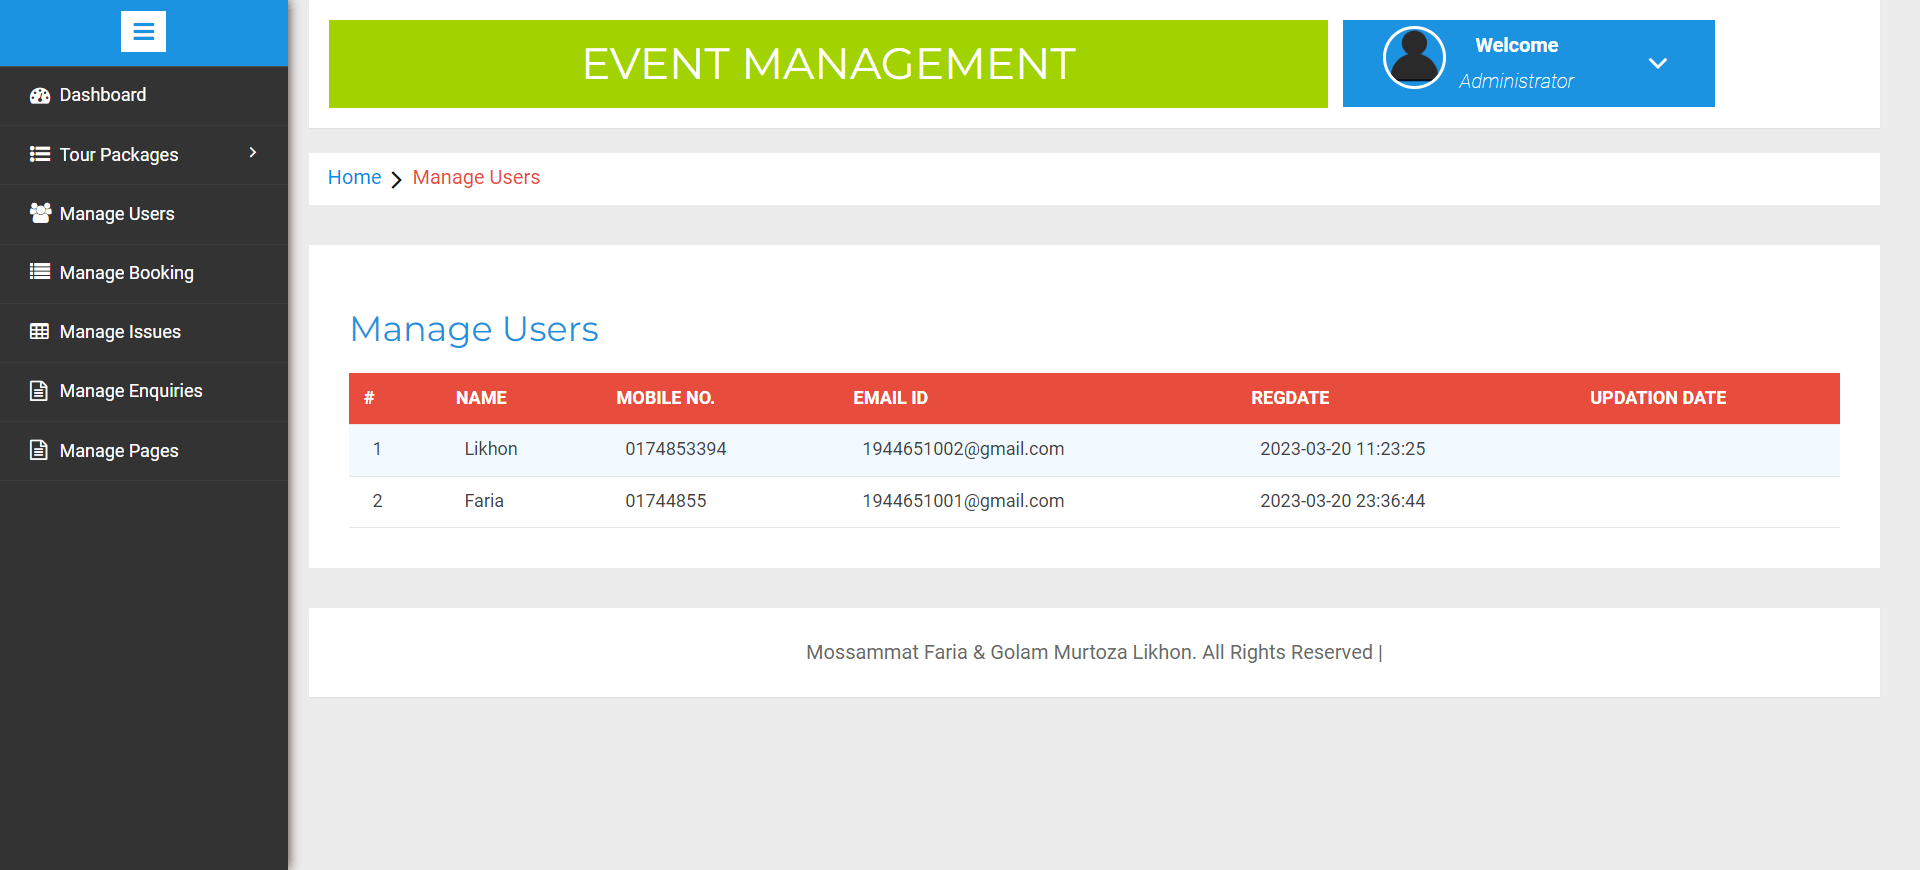 EVENT MANAGEMENT
Welcome
Administrator
Dashboard
Tour Packages
Manage Users
Manage Booking
Manage Issues
Manage Enquiries
Manage Pages
Home Manage Users
Manage Users
# NAME MOBILE NO. EMAIL ID REGDATE UPDATION DATE
1 Likhon 0174853394 1944651002@gmail.com 2023-03-20 11:23:25
2 Faria 01744855 1944651001@gmail.com 2023-03-20 23:36:44
Mossammat Faria & Golam Murtoza Likhon. All Rights Reserved |